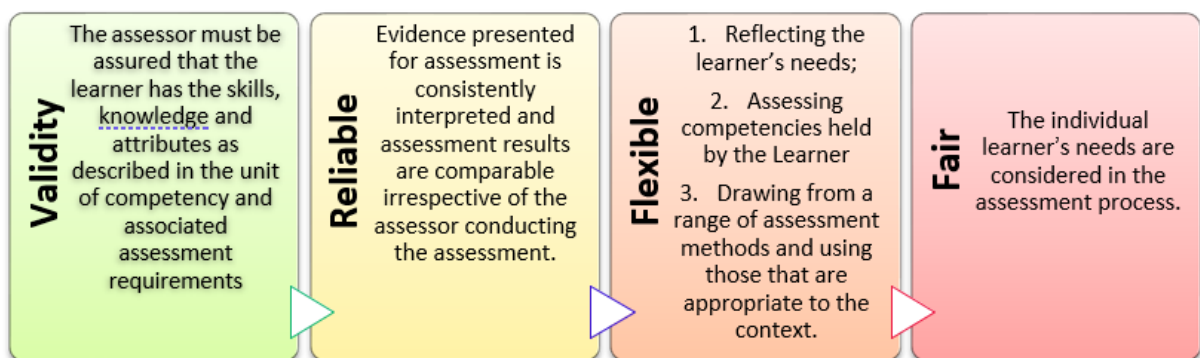 Validity
The assessor must be
assured that the
learner has the skills,
knowledge and
attributes as
described in the unit
of competency and
associated
assessment
requirements
Reliable
Evidence presented
for assessment is
consistently
interpreted and
assessment results
are comparable
irrespective of the
assessor conducting
the assessment.
Flexible
1. Reflecting the
learner’s needs;
2. Assessing
competencies held
by the Learner
3. Drawing from a
range of assessment
methods and using
those that are
appropriate to the
context.
Fair
The individual
learner’s needs are
considered in the
assessment process.